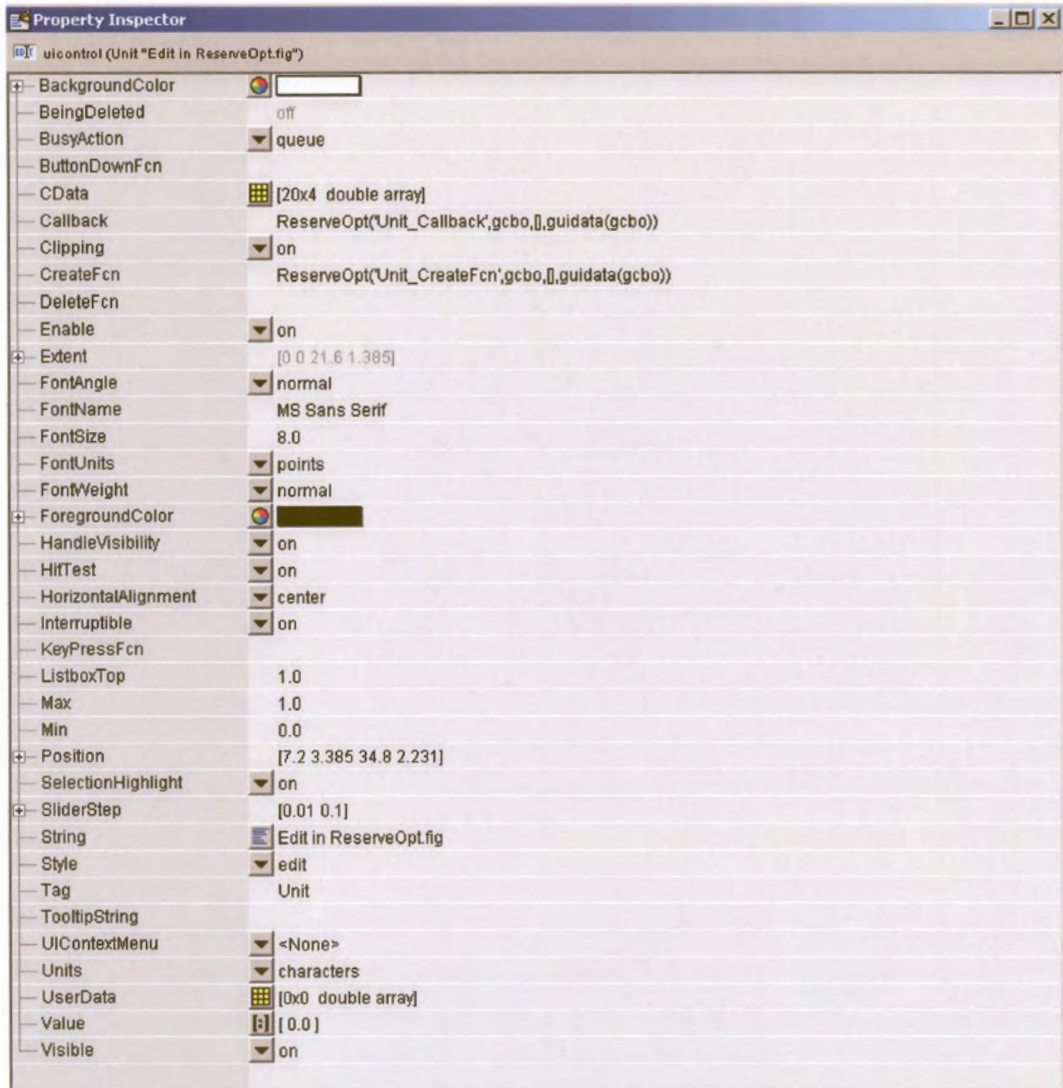 Property Inspector
EDIT uicontrol (Unit "Edit in ReserveOpt.fig")
BackgroundColor
BeingDeleted off
BusyAction queue
ButtonDownFcn
CData [20x4 double array]
Callback ReserveOpt('Unit_Callback',gcbo,[],guidata(gcbo))
Clipping on
CreateFcn ReserveOpt('Unit_CreateFcn',gcbo,[],guidata(gcbo))
DeleteFcn
Enable on
Extent [0 0 21.6 1.385]
FontAngle normal
FontName MS Sans Serif
FontSize 8.0
FontUnits points
FontWeight normal
ForegroundColor
HandleVisibility on
HitTest on
HorizontalAlignment center
Interruptible on
KeyPressFcn
ListboxTop 1.0
Max 1.0
Min 0.0
Position [7.2 3.385 34.8 2.231]
SelectionHighlight on
SliderStep [0.01 0.1]
String Edit in ReserveOpt.fig
Style edit
Tag Unit
TooltipString
UIContextMenu <None>
Units characters
UserData [0x0 double array]
Value [:] [ 0.0 ]
Visible on